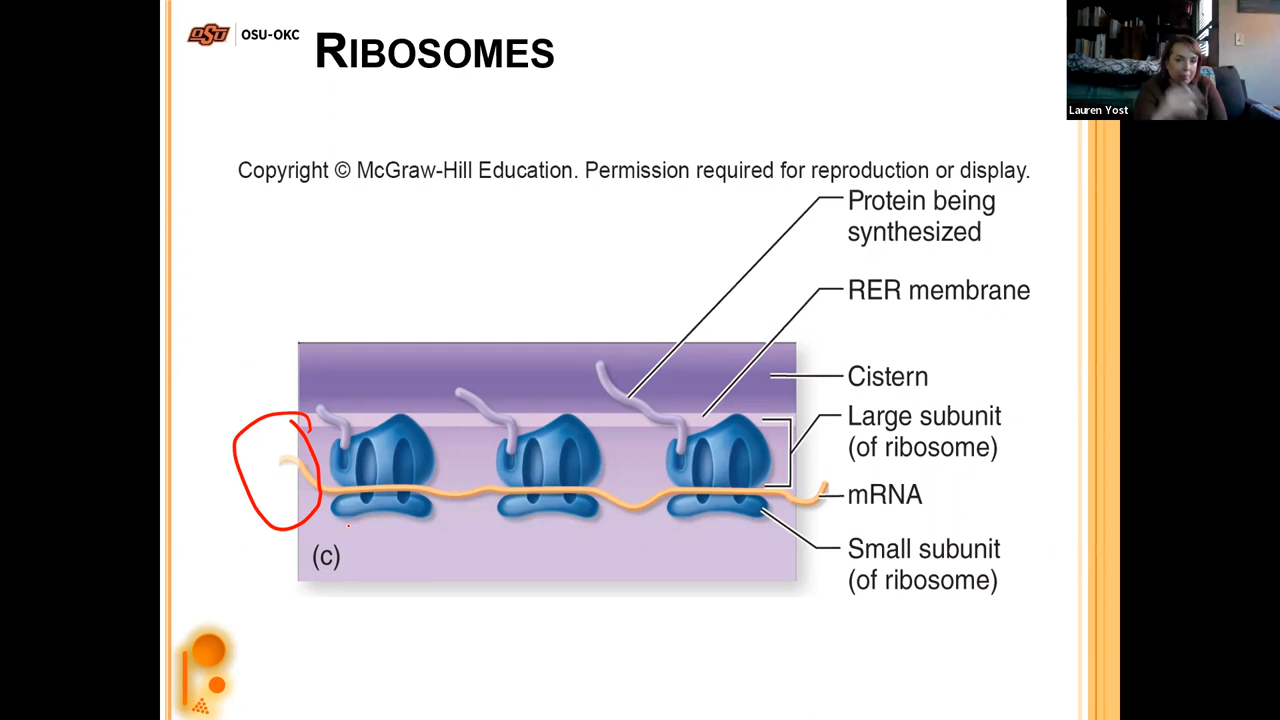 OSU
OSU-OKC
RIBOSOMES
Lauren Yost
Copyright © McGraw-Hill Education. Permission required for reproduction or display.
Protein being
synthesized
RER membrane
Cistern
Large subunit
(of ribosome)
mRNA
Small subunit
(of ribosome)
(c)